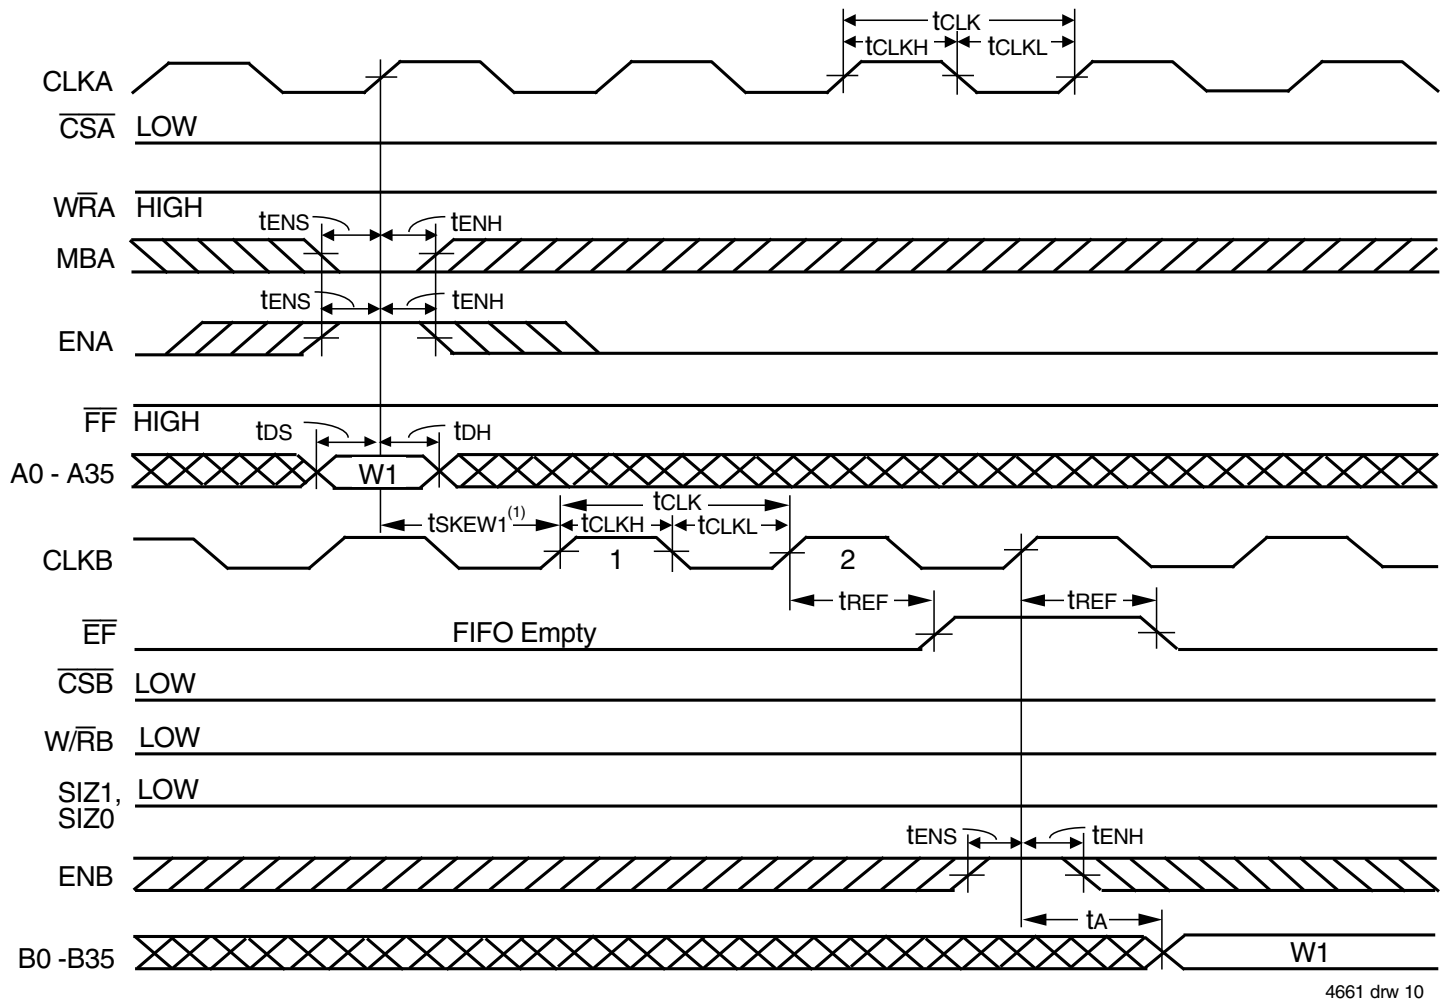 tCLK
tCLKH tCLKL
CLKA
CSA LOW
WRA HIGH
tENS tENH
MBA
tENS tENH
ENA
FF HIGH
tDS tDH
A0 - A35 W1
tCLK
tSKEW1(1) tCLKH tCLKL
CLKB 1 2
tREF tREF
EF FIFO Empty
CSB LOW
W/RB LOW
SIZ1, LOW
SIZ0
tENS tENH
ENB
tA
B0 -B35 W1
4661 drw 10